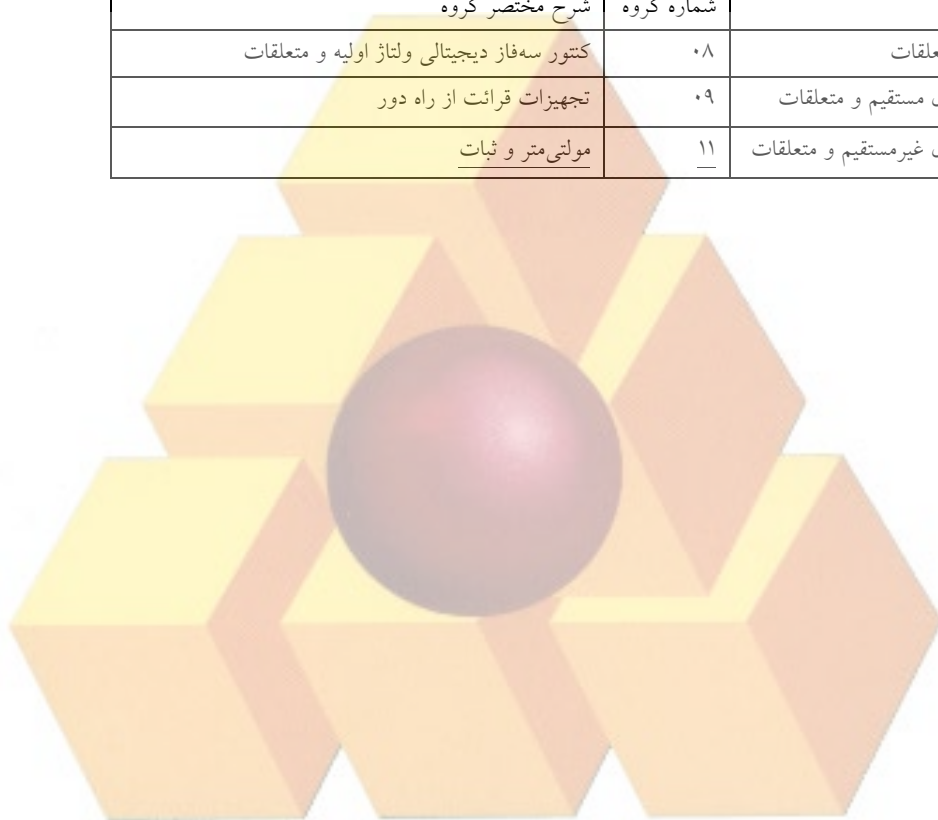 شماره گروه شرح مختصر گروه
متعلقات ۰۸ کنتور سه‌فاز دیجیتالی ولتاژ اولیه و متعلقات
مستقیم و متعلقات ۰۹ تجهیزات قرائت از راه دور
غیرمستقیم و متعلقات ۱۱ مولتی‌متر و ثبات